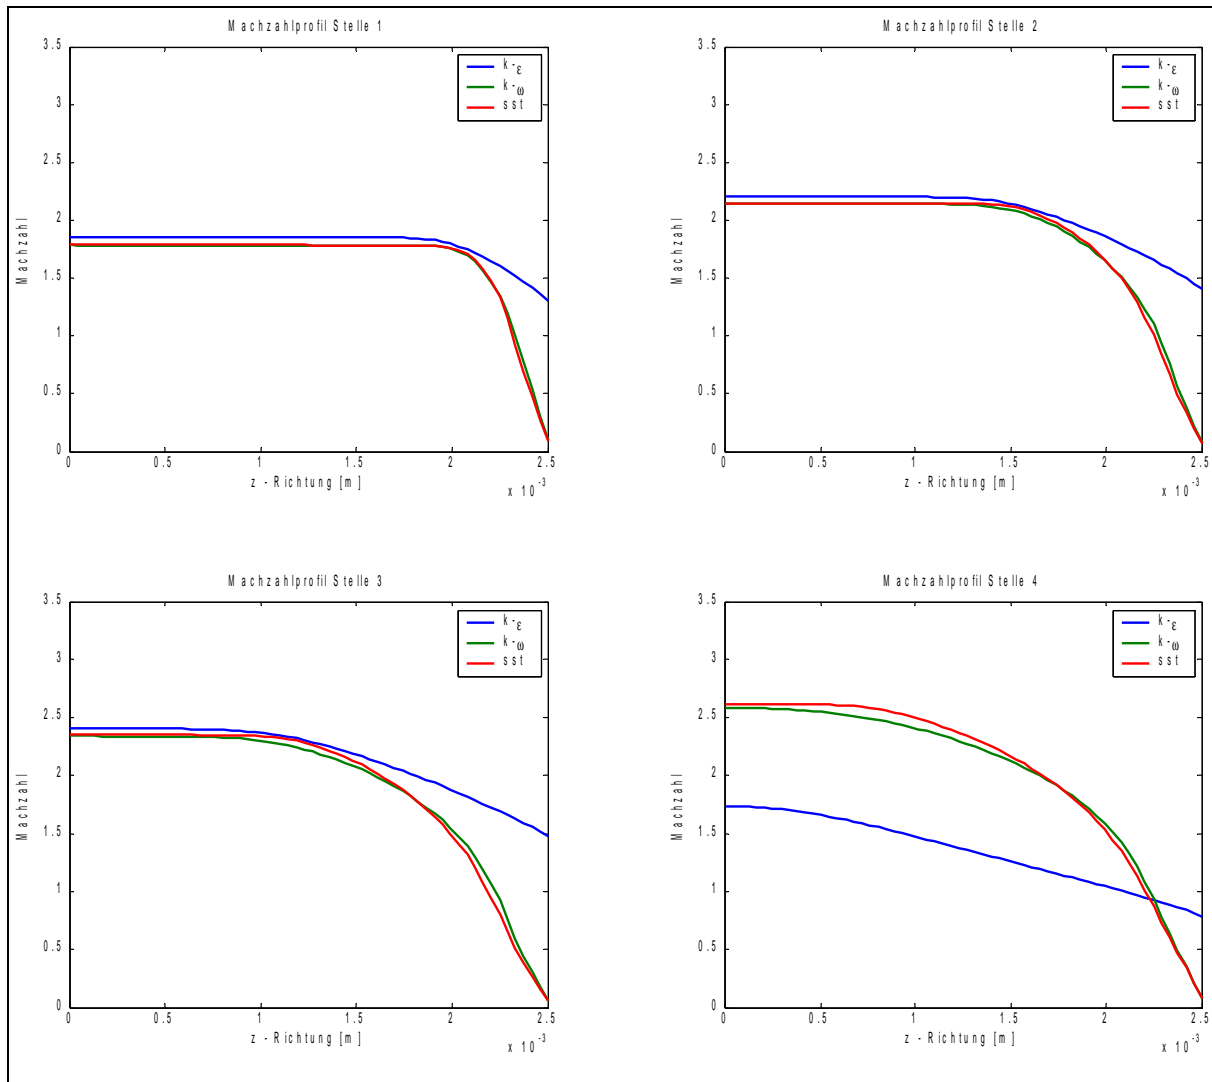 Machzahlprofil Stelle 1
3.5
3
2.5
2
1.5
1
0.5
0
Machzahl
k-ε
k-ω
sst
0 0.5 1 1.5 2 2.5
x 10-3
z-Richtung [m]
Machzahlprofil Stelle 2
3.5
3
2.5
2
1.5
1
0.5
0
Machzahl
k-ε
k-ω
sst
0 0.5 1 1.5 2 2.5
x 10-3
z-Richtung [m]
Machzahlprofil Stelle 3
3.5
3
2.5
2
1.5
1
0.5
0
Machzahl
k-ε
k-ω
sst
0 0.5 1 1.5 2 2.5
x 10-3
z-Richtung [m]
Machzahlprofil Stelle 4
3.5
3
2.5
2
1.5
1
0.5
0
Machzahl
k-ε
k-ω
sst
0 0.5 1 1.5 2 2.5
x 10-3
z-Richtung [m]